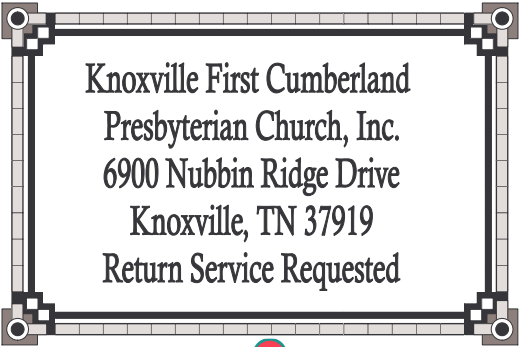 Knoxville First Cumberland
Presbyterian Church, Inc.
6900 Nubbin Ridge Drive
Knoxville, TN 37919
Return Service Requested